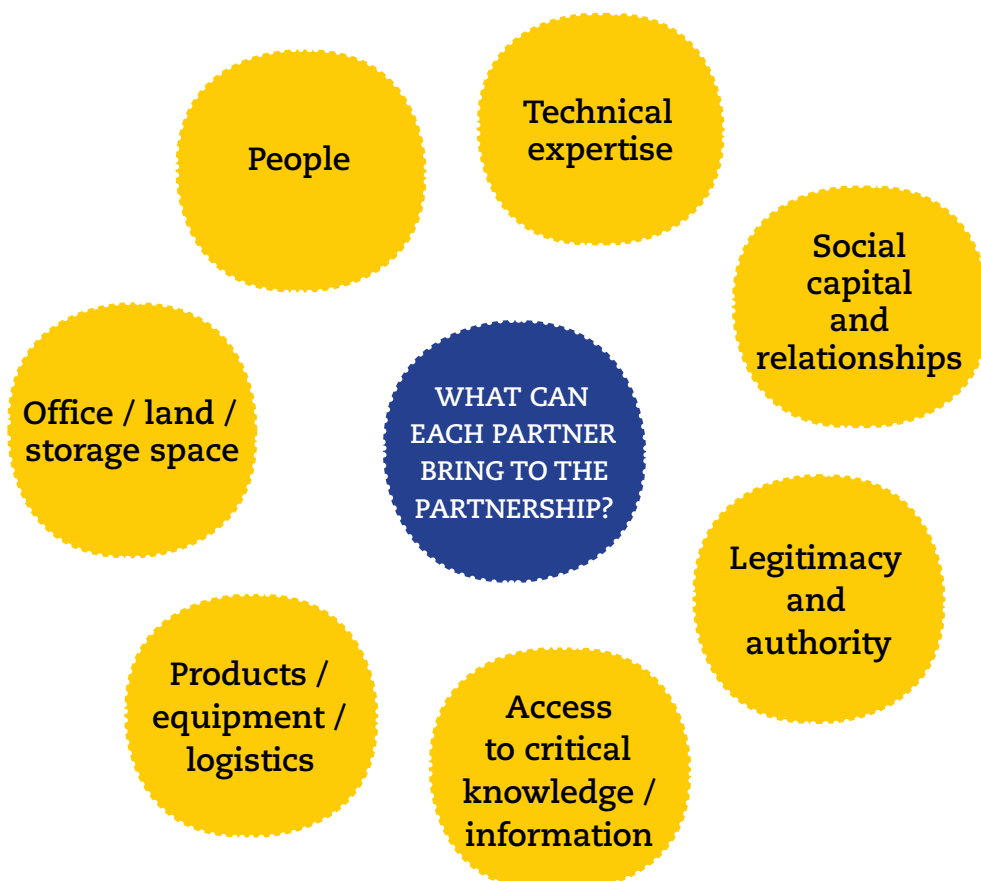 People
Technical
expertise
Social
capital
and
relationships
Office / land /
storage space
WHAT CAN
EACH PARTNER
BRING TO THE
PARTNERSHIP?
Legitimacy
and
authority
Products /
equipment /
logistics
Access
to critical
knowledge /
information